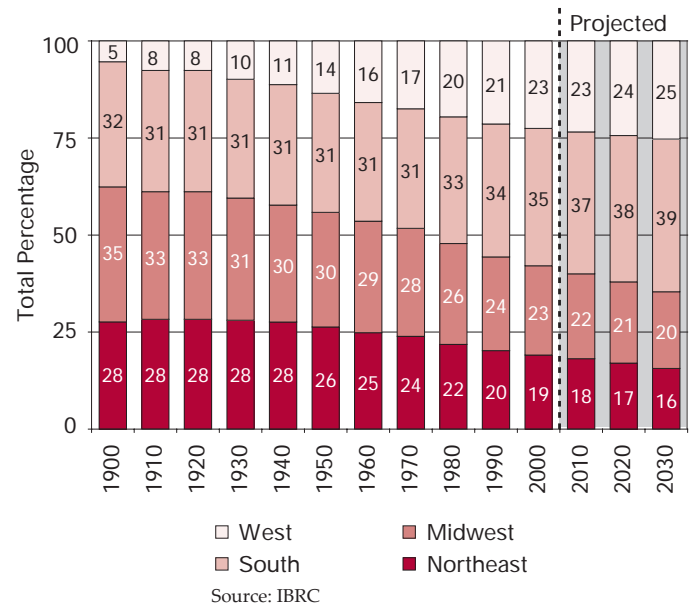 Projected
Total Percentage
100
75
50
25
0
5 8 8 10 11 14 16 17 20 21 23 23 24 25
32 31 31 31 31 31 31 31 33 34 35 37 38 39
35 33 33 31 30 30 29 28 26 24 23 22 21 20
28 28 28 28 28 26 25 24 22 20 19 18 17 16
1900 1910 1920 1930 1940 1950 1960 1970 1980 1990 2000 2010 2020 2030
West Midwest
South Northeast
Source: IBRC